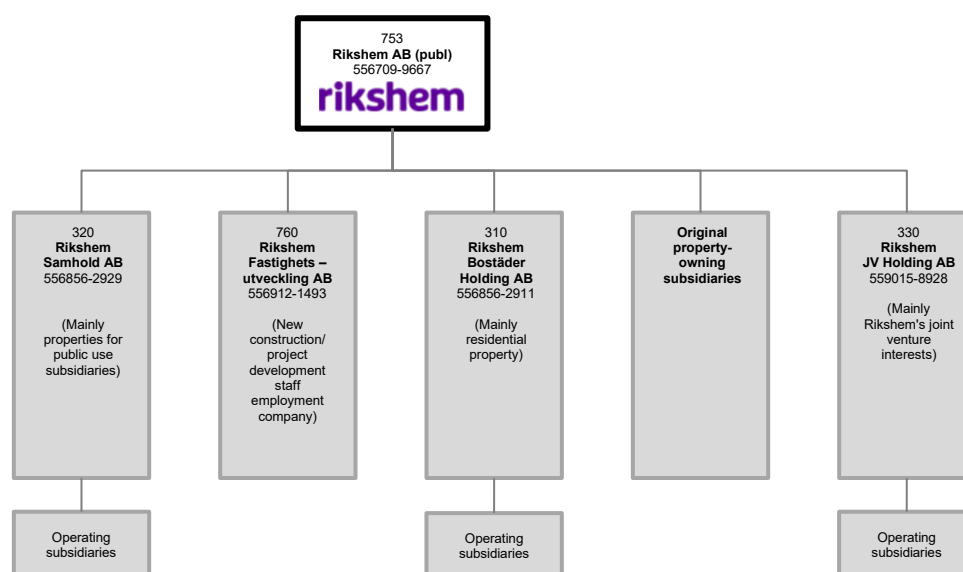 753
Rikshem AB (publ)
556709-9667
rikshem
320
Rikshem
Samhold AB
556856-2929
(Mainly
properties for
public use
subsidiaries)
760
Rikshem
Fastighets –
utveckling AB
556912-1493
(New
construction/
project
development
staff
employment
company)
310
Rikshem
Bostäder
Holding AB
556856-2911
(Mainly
residential
property)
Original
property-
owning
subsidiaries
330
Rikshem
JV Holding AB
559015-8928
(Mainly
Rikshem's joint
venture
interests)
Operating
subsidiaries
Operating
subsidiaries
Operating
subsidiaries